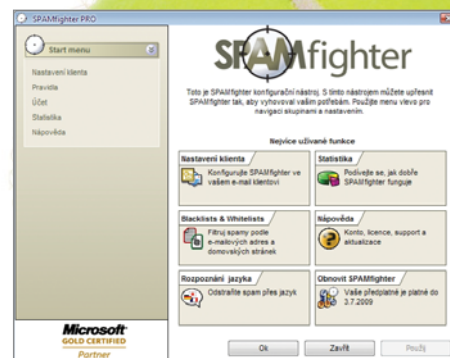 SPAMfighter PRO
Start menu
Nastavení klienta
Pravidla
Účet
Statistika
Nápověda
SPAMfighter
Toto je SPAMfighter konfigurační nástroj. S tímto nástrojem můžete upřesnit
SPAMfighter tak, aby vyhovoval vašim potřebám. Použijte menu vlevo pro
navigaci skupinami a nastavením.
Nejvíce užívané funkce
Nastavení klienta
Konfigurujte SPAMfighter ve
vašem e-mail klientovi
Statistika
Podívejte se, jak dobře
SPAMfighter funguje
Blacklists & Whitelists
Filtruj spamy podle
e-mailových adres a
domovských stránek
Nápověda
Konto, licence, support a
aktualizace
Rozpoznání jazyka
Odstraňte spam přes jazyk
Obnovit SPAMfighter
Vaše předplatné je platné do
3.7.2009
Microsoft
GOLD CERTIFIED
Partner
Ok
Zavřít
Použij